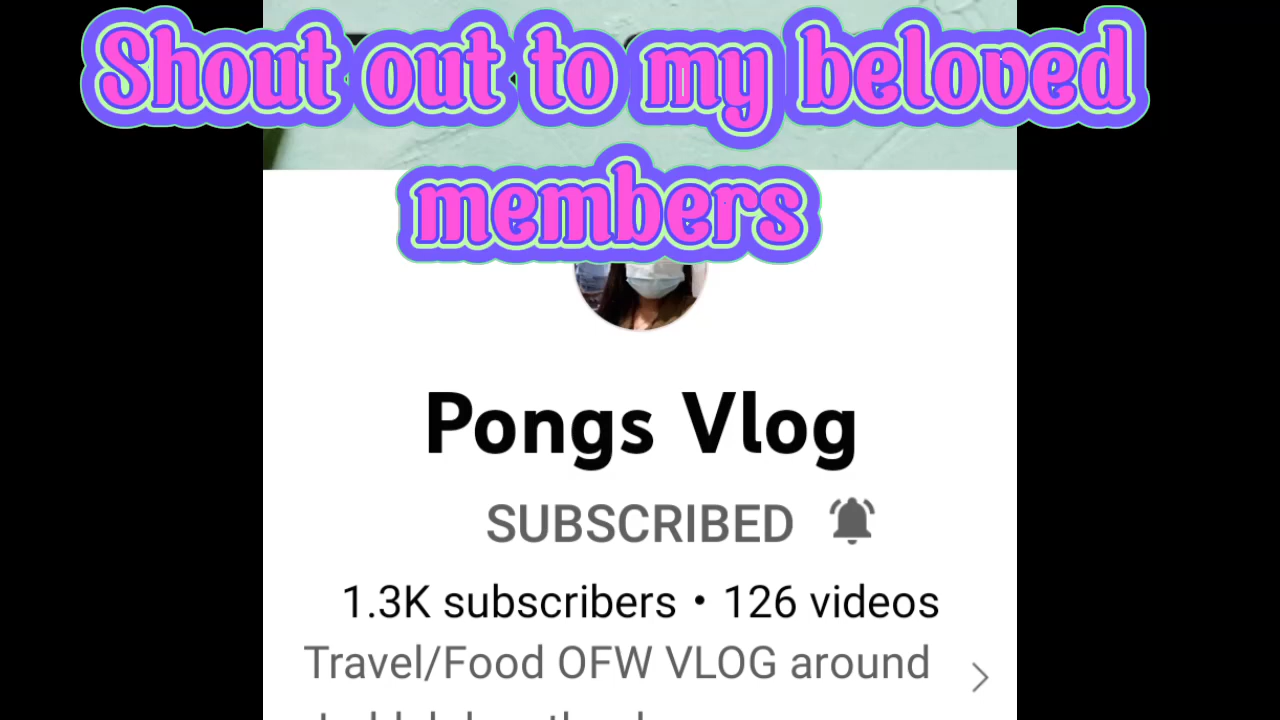 Shout out to my beloved
members
Pongs Vlog
SUBSCRIBED
1.3K subscribers • 126 videos
Travel/Food OFW VLOG around